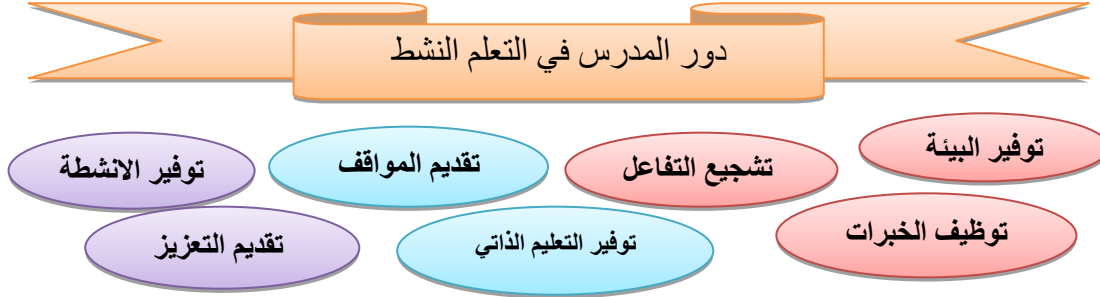 دور المدرس في التعلم النشط
توفير البيئة
تشجيع التفاعل
تقديم المواقف
توفير الانشطة
توظيف الخبرات
توفير التعليم الذاتي
تقديم التعزيز